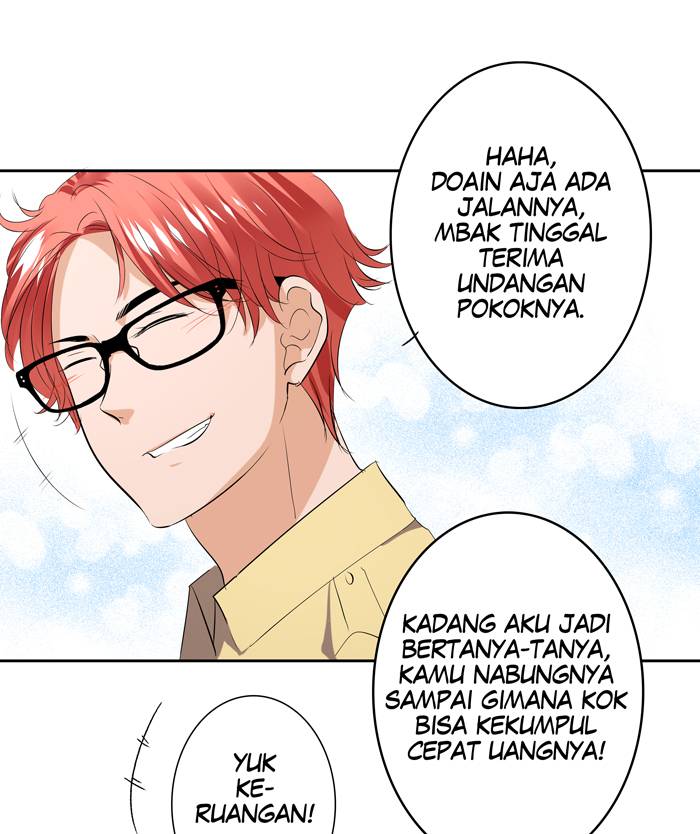 HAHA,
DOAIN AJA ADA
JALANNYA,
MBAK TINGGAL
TERIMA
UNDANGAN
POKOKNYA.
KADANG AKU JADI
BERTANYA-TANYA,
KAMU NABUNGNYA
SAMPAI GIMANA KOK
BISA KEKUMPUL
CEPAT UANGNYA!
YUK
KE-
RUANGAN!